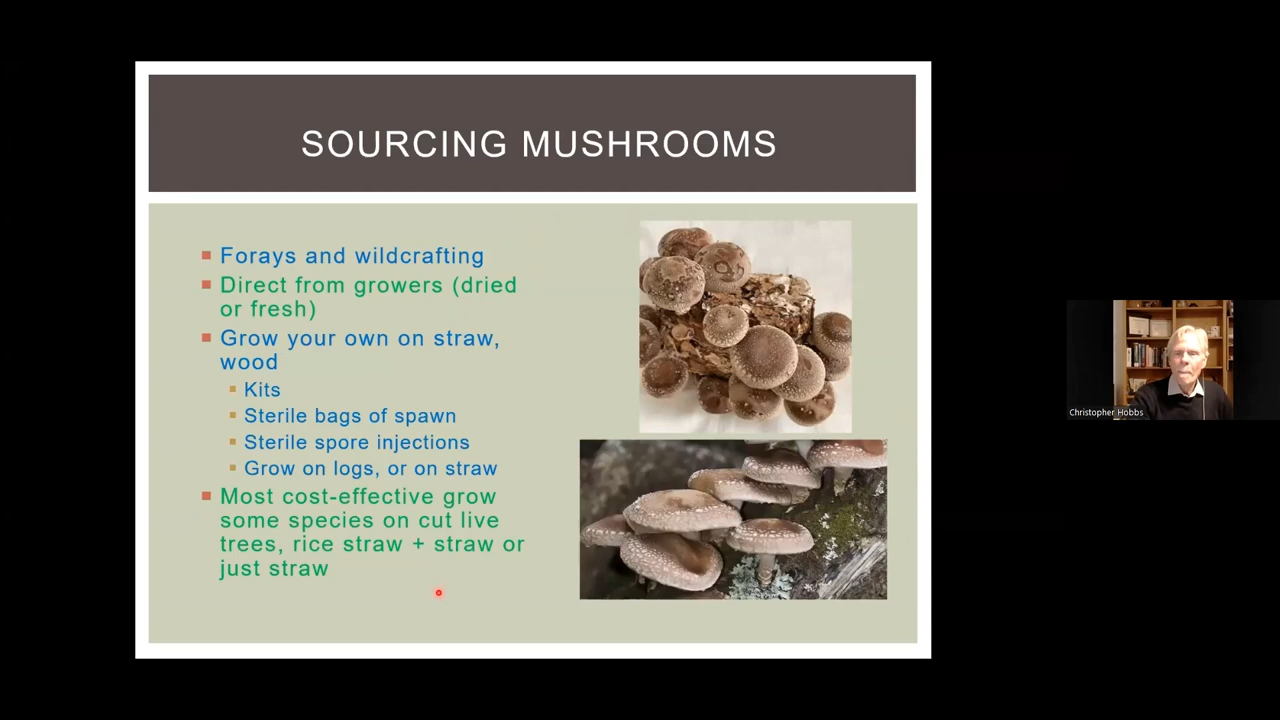 SOURCING MUSHROOMS
Forays and wildcrafting
Direct from growers (dried
or fresh)
Grow your own on straw,
wood
Kits
Sterile bags of spawn
Sterile spore injections
Grow on logs, or on straw
Most cost-effective grow
some species on cut live
trees, rice straw + straw or
just straw
Christopher Hobbs